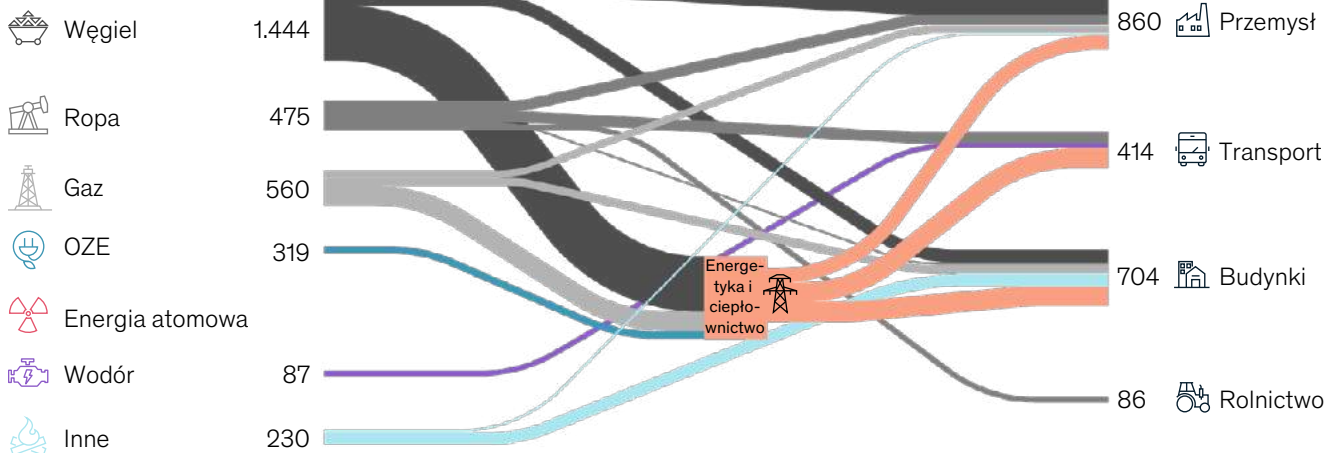 Węgiel 1.444
Ropa 475
Gaz 560
OZE 319
Energia atomowa
Wodór 87
Inne 230
Energe-
tyka i
ciepło-
wnictwo
860 Przemysł
414 Transport
704 Budynki
86 Rolnictwo